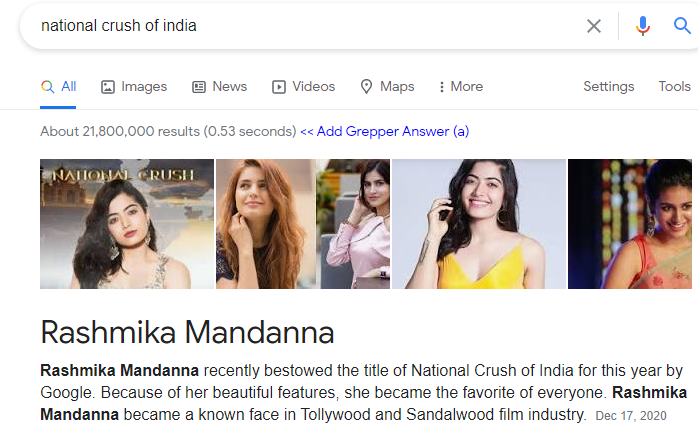 national crush of india
All Images News Videos Maps More Settings Tools
About 21,800,000 results (0.53 seconds) << Add Grepper Answer (a)
NATIONAL CRUSH
Rashmika Mandanna
Rashmika Mandanna recently bestowed the title of National Crush of India for this year by
Google. Because of her beautiful features, she became the favorite of everyone. Rashmika
Mandanna became a known face in Tollywood and Sandalwood film industry. Dec 17, 2020